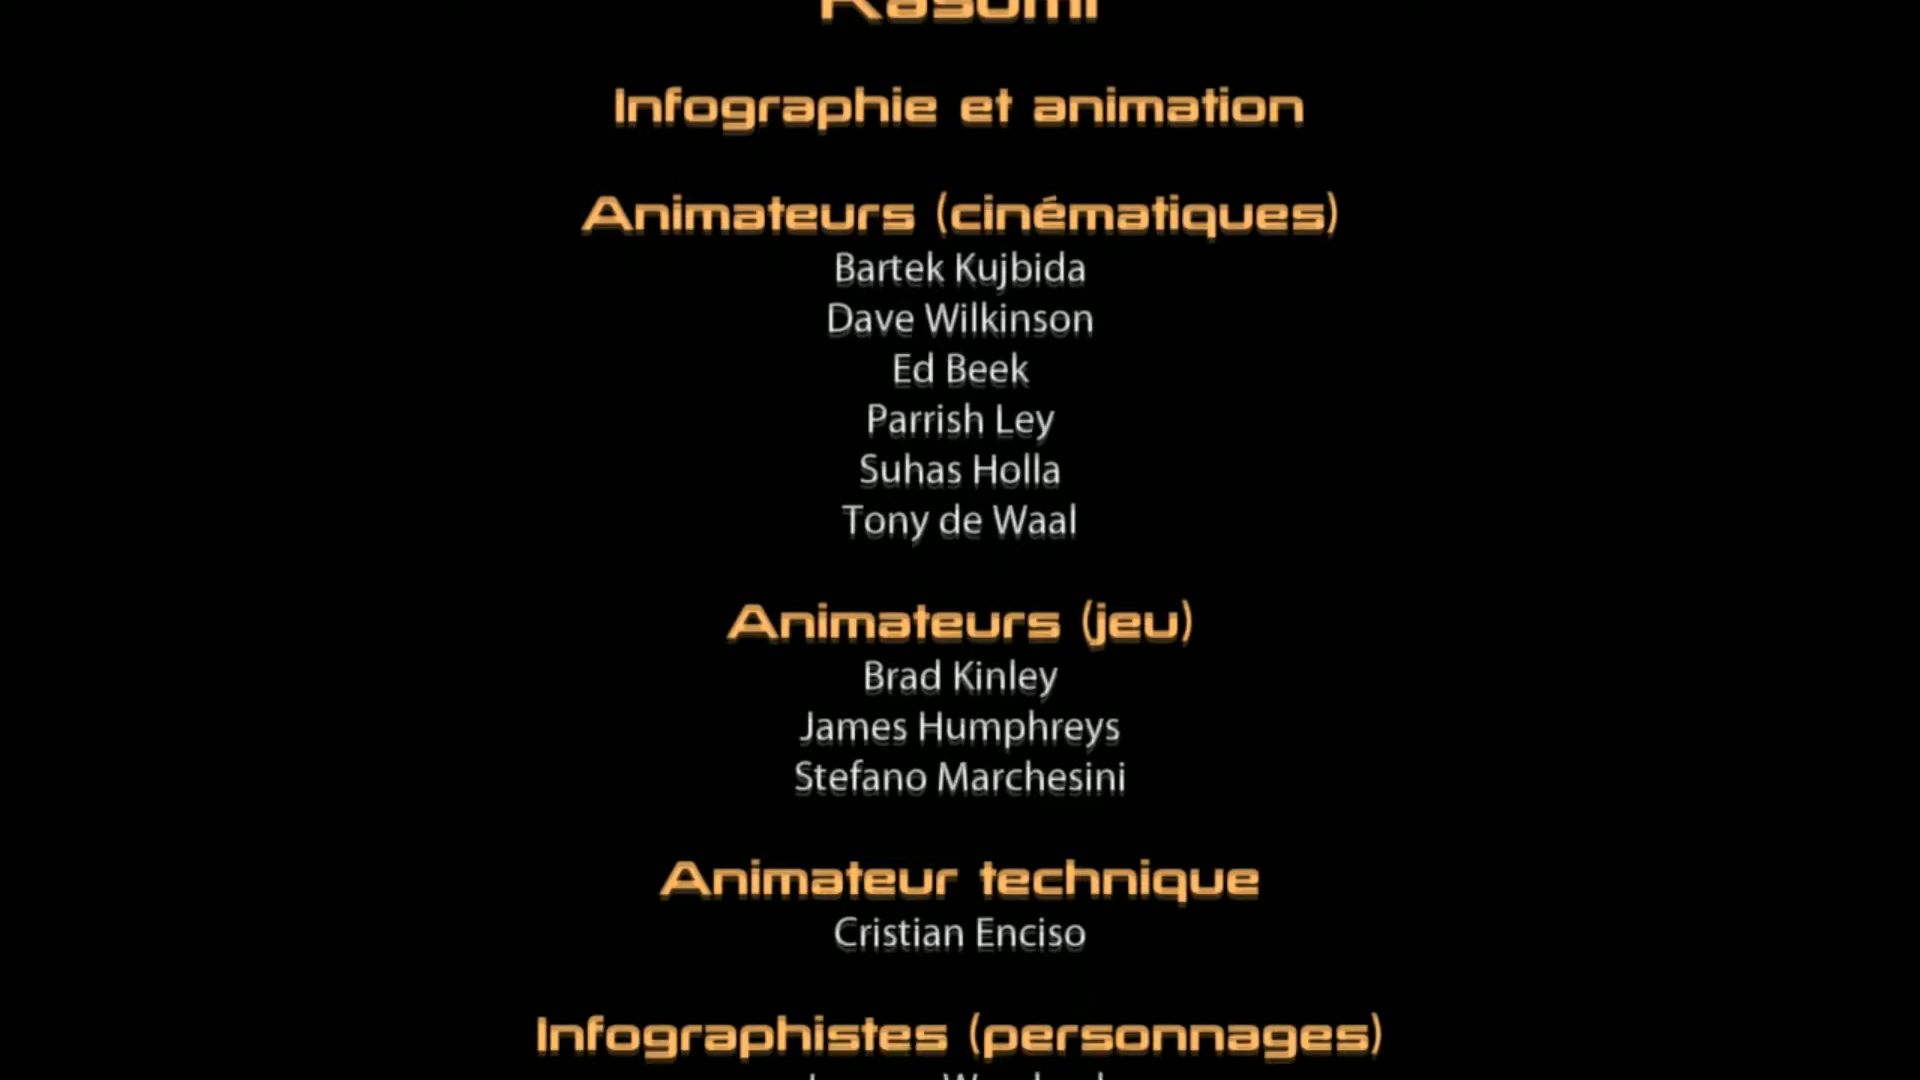 Kasumi
Infographie et animation
Animateurs (cinématiques)
Bartek Kujbida
Dave Wilkinson
Ed Beek
Parrish Ley
Suhas Holla
Tony de Waal
Animateurs (jeu)
Brad Kinley
James Humphreys
Stefano Marchesini
Animateur technique
Cristian Enciso
Infographistes (personnages)